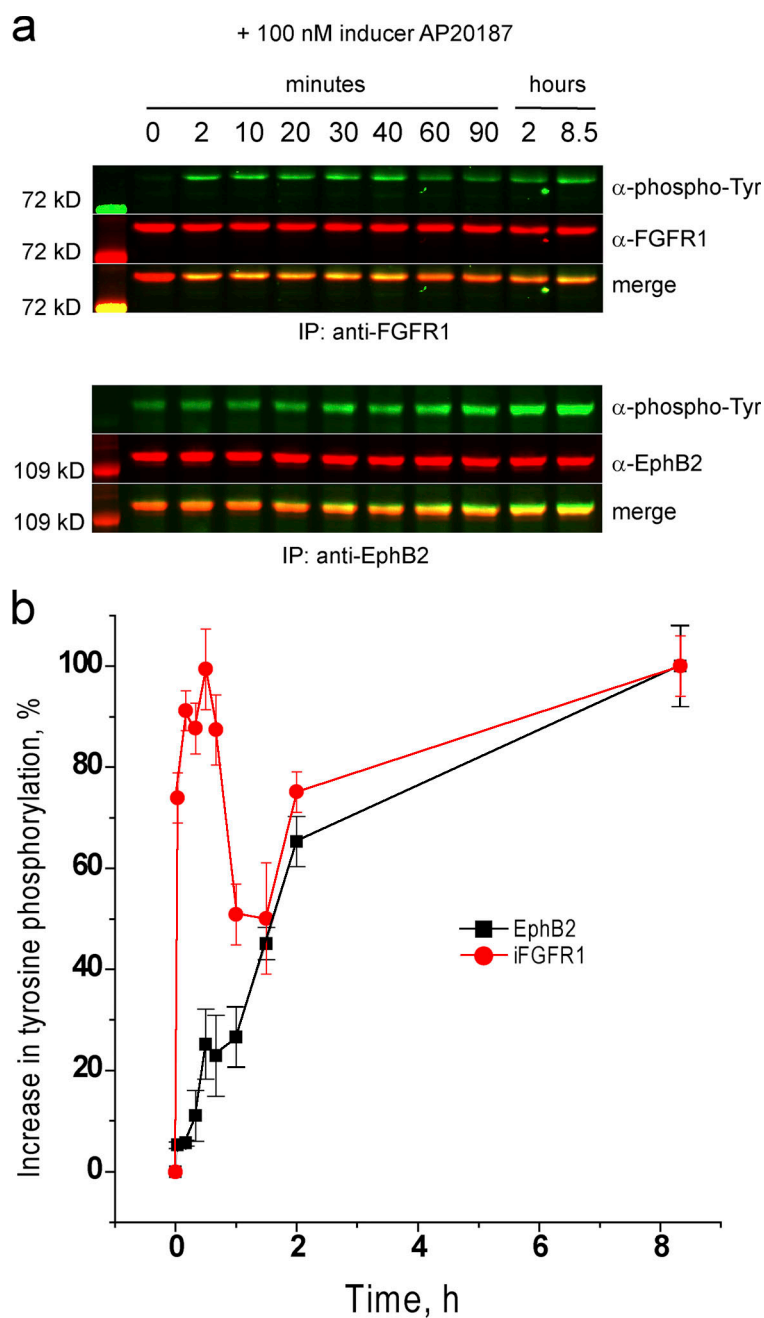 a
+ 100 nM inducer AP20187
minutes hours
0 2 10 20 30 40 60 90 2 8.5
α-phospho-Tyr
72 kD
α-FGFR1
72 kD
merge
72 kD
IP: anti-FGFR1
α-phospho-Tyr
α-EphB2
109 kD
merge
109 kD
IP: anti-EphB2
b
Increase in tyrosine phosphorylation, %
100
80
60
40
20
0
EphB2
iFGFR1
0 2 4 6 8
Time, h